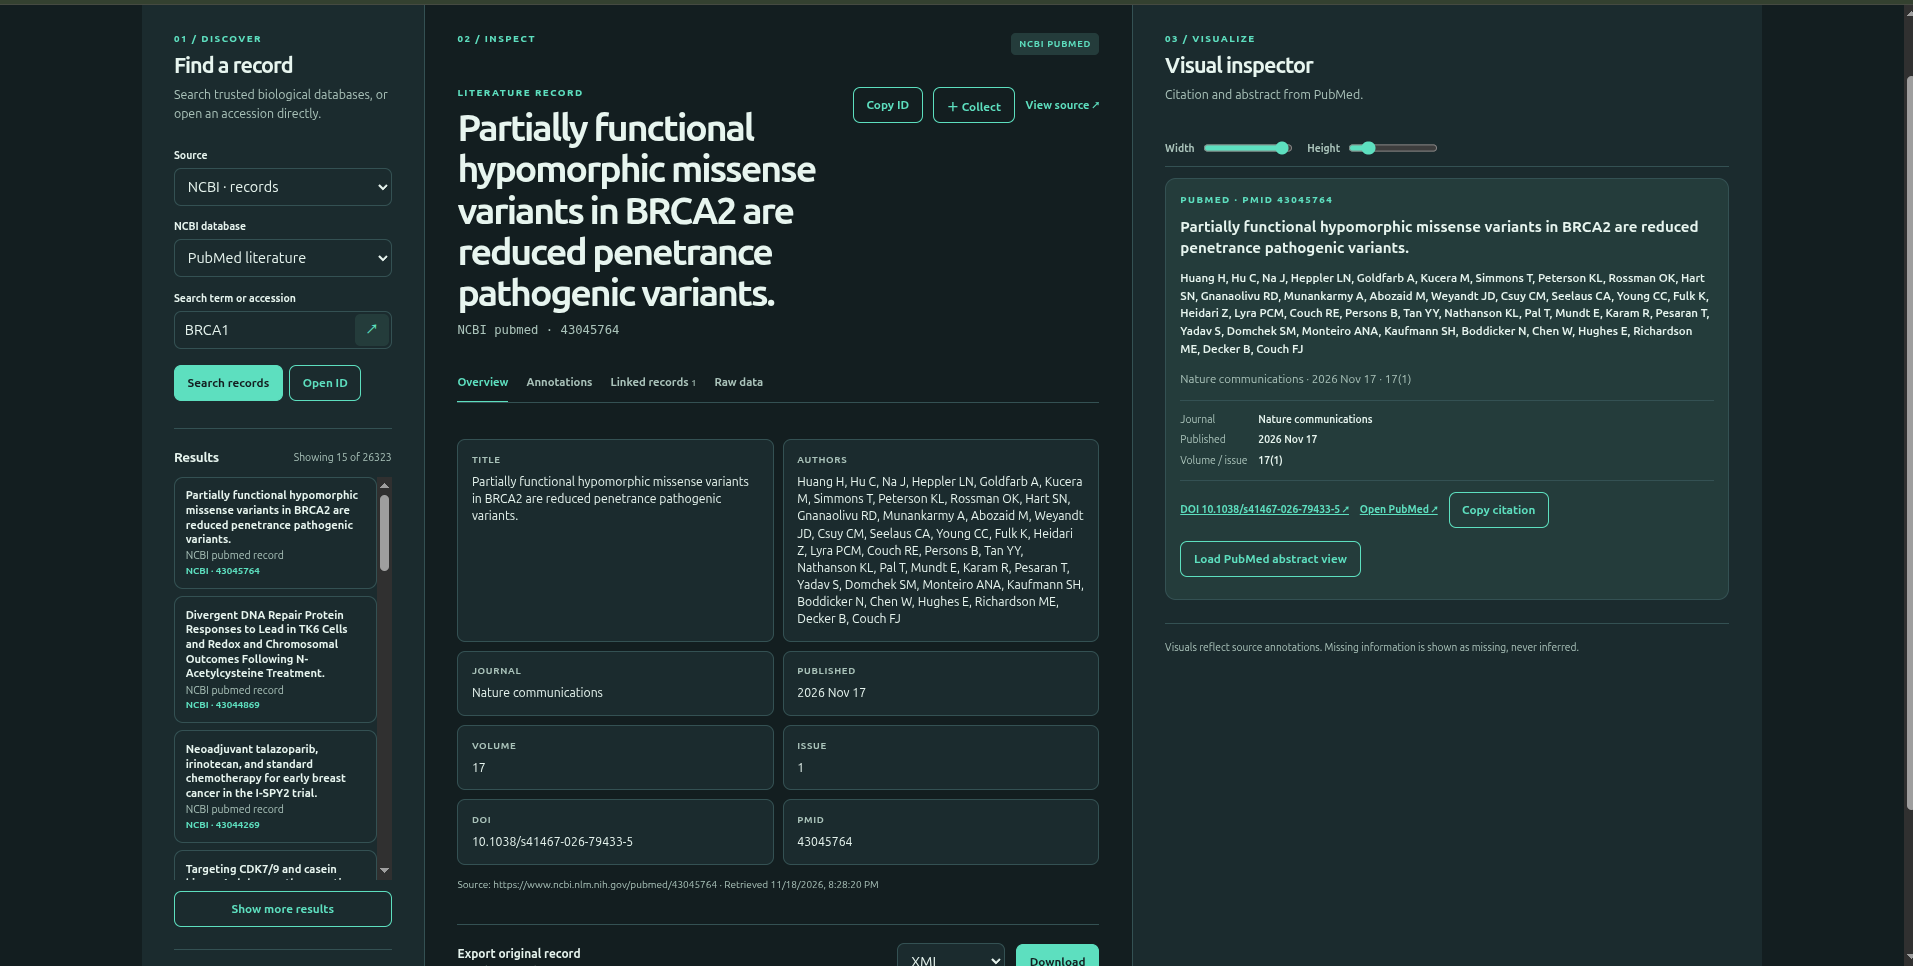 01 / DISCOVER
Find a record
Search trusted biological databases, or
open an accession directly.
Source
NCBI · records
NCBI database
PubMed literature
Search term or accession
BRCA1
↗
Search records
Open ID
Results
Showing 15 of 26323
Partially functional hypomorphic
missense variants in BRCA2 are
reduced penetrance pathogenic
variants.
NCBI pubmed record
NCBI · 43045764
Divergent DNA Repair Protein
Responses to Lead in TK6 Cells
and Redox and Chromosomal
Outcomes Following N-
Acetylcysteine Treatment.
NCBI pubmed record
NCBI · 43044869
Neoadjuvant talazoparib,
irinotecan, and standard
chemotherapy for early breast
cancer in the I-SPY2 trial.
NCBI pubmed record
NCBI · 43044269
Targeting CDK7/9 and casein
Show more results
02 / INSPECT
NCBI PUBMED
LITERATURE RECORD
Partially functional
hypomorphic missense
variants in BRCA2 are
reduced penetrance
pathogenic variants.
Copy ID
+ Collect
View source ↗
NCBI pubmed · 43045764
Overview
Annotations
Linked records 1
Raw data
TITLE
Partially functional hypomorphic missense variants
in BRCA2 are reduced penetrance pathogenic
variants.
AUTHORS
Huang H, Hu C, Na J, Heppler LN, Goldfarb A, Kucera
M, Simmons T, Peterson KL, Rossman OK, Hart SN,
Gnanaolivu RD, Munankarmy A, Abozaid M, Weyandt
JD, Csuy CM, Seelaus CA, Young CC, Fulk K, Heidari
Z, Lyra PCM, Couch RE, Persons B, Tan YY,
Nathanson KL, Pal T, Mundt E, Karam R, Pesaran T,
Yadav S, Domchek SM, Monteiro ANA, Kaufmann SH,
Boddicker N, Chen W, Hughes E, Richardson ME,
Decker B, Couch FJ
JOURNAL
Nature communications
PUBLISHED
2026 Nov 17
VOLUME
17
ISSUE
1
DOI
10.1038/s41467-026-79433-5
PMID
43045764
Source: https://www.ncbi.nlm.nih.gov/pubmed/43045764 · Retrieved 11/18/2026, 8:28:20 PM
Export original record
XML
Download
03 / VISUALIZE
Visual inspector
Citation and abstract from PubMed.
Width
Height
PUBMED · PMID 43045764
Partially functional hypomorphic missense variants in BRCA2 are reduced
penetrance pathogenic variants.
Huang H, Hu C, Na J, Heppler LN, Goldfarb A, Kucera M, Simmons T, Peterson KL, Rossman OK, Hart
SN, Gnanaolivu RD, Munankarmy A, Abozaid M, Weyandt JD, Csuy CM, Seelaus CA, Young CC, Fulk K,
Heidari Z, Lyra PCM, Couch RE, Persons B, Tan YY, Nathanson KL, Pal T, Mundt E, Karam R, Pesaran T,
Yadav S, Domchek SM, Monteiro ANA, Kaufmann SH, Boddicker N, Chen W, Hughes E, Richardson
ME, Decker B, Couch FJ
Nature communications · 2026 Nov 17 · 17(1)
Journal Nature communications
Published 2026 Nov 17
Volume / issue 17(1)
DOI 10.1038/s41467-026-79433-5 ↗
Open PubMed ↗
Copy citation
Load PubMed abstract view
Visuals reflect source annotations. Missing information is shown as missing, never inferred.